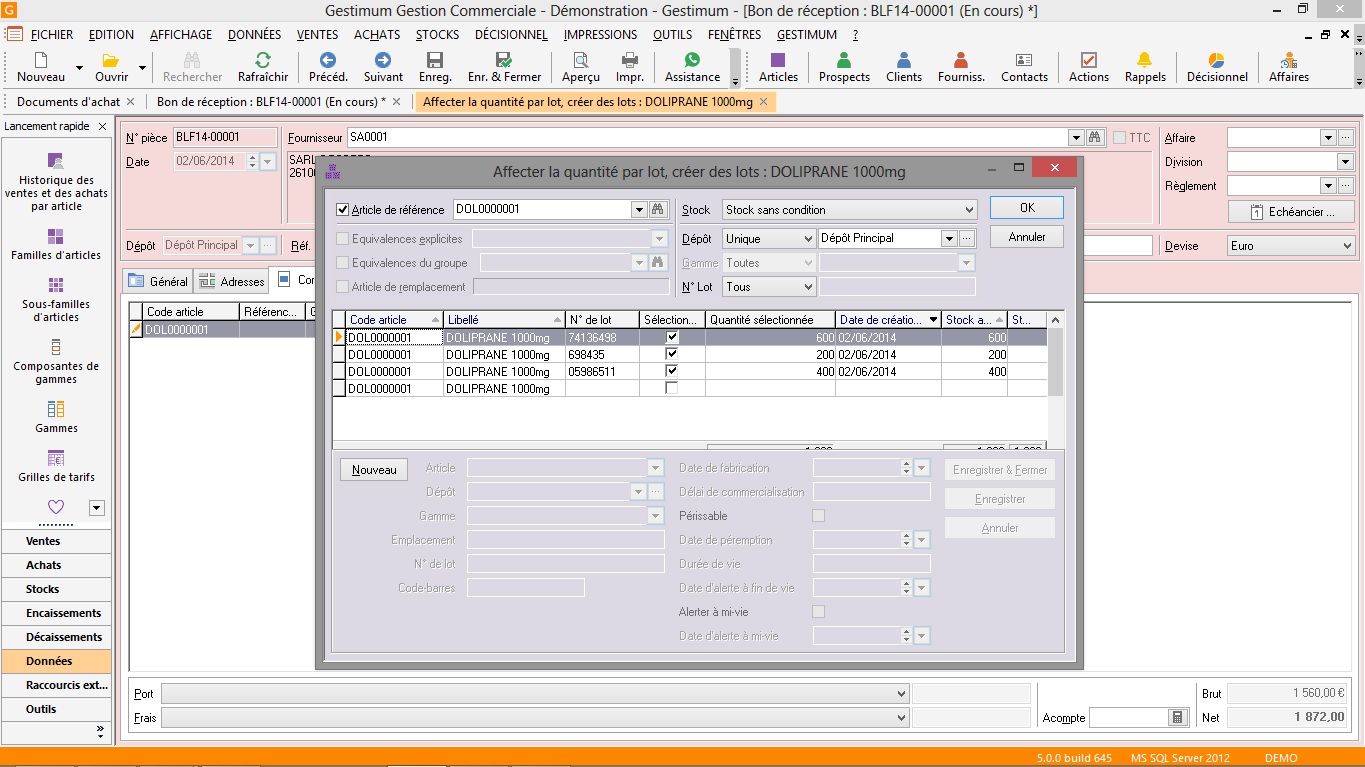 Gestimum Gestion Commerciale - Démonstration - Gestimum - [Bon de réception : BLF14-00001 (En cours) *]
FICHIER EDITION AFFICHAGE DONNÉES VENTES ACHATS STOCKS DÉCISIONNEL IMPRESSIONS OUTILS FENÊTRES GESTIMUM ?
Nouveau Ouvrir Rechercher Rafraîchir Précéd. Suivant Enreg. Enr. & Fermer Aperçu Impr. Assistance Articles Prospects Clients Fourniss. Contacts Actions Rappels Décisionnel Affaires
Documents d'achat Bon de réception : BLF14-00001 (En cours) * Affecter la quantité par lot, créer des lots : DOLIPRANE 1000mg
Lancement rapide
Historique des
ventes et des achats
par article
Familles d'articles
Sous-familles
d'articles
Composantes de
gammes
Gammes
Grilles de tarifs
Ventes
Achats
Stocks
Encaissements
Décaissements
Données
Raccourcis ext...
Outils
N° pièce BLF14-00001 Fournisseur SA0001 TTC Affaire
Date 02/06/2014 SARL Division
Règlement
Echéancier ...
Dépôt Dépôt Principal Réf. Devise Euro
Général Adresses
Code article Référenc...
DOL0000001
Affecter la quantité par lot, créer des lots : DOLIPRANE 1000mg
Article de référence DOL0000001 Stock Stock sans condition OK
Equivalences explicites Dépôt Unique Dépôt Principal Annuler
Equivalences du groupe Gamme Toutes
Article de remplacement N° Lot Tous
Code article Libellé N° de lot Sélection... Quantité sélectionnée Date de créatio... Stock a... St...
DOL0000001 DOLIPRANE 1000mg 74136498 600 02/06/2014 600
DOL0000001 DOLIPRANE 1000mg 698435 200 02/06/2014 200
DOL0000001 DOLIPRANE 1000mg 05986511 400 02/06/2014 400
DOL0000001 DOLIPRANE 1000mg
Nouveau Article Date de fabrication Enregistrer & Fermer
Dépôt Délai de commercialisation Enregistrer
Gamme Périssable Annuler
Emplacement Date de péremption
N° de lot Durée de vie
Code-barres Date d'alerte à fin de vie
Alerter à mi-vie
Date d'alerte à mi-vie
Port Brut 1 560,00 €
Frais Acompte Net 1 872,00
5.0.0 build 645 MS SQL Server 2012 DEMO